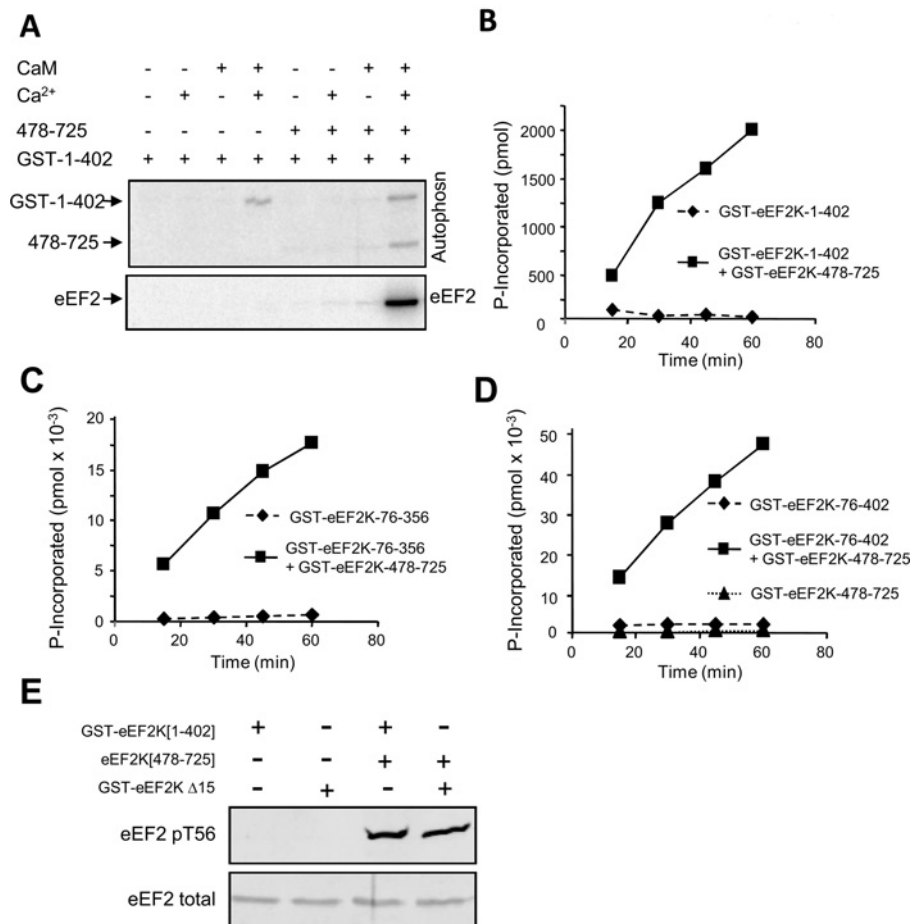 A
CaM - - + + - - + +
Ca2+ - + - + - + - +
478-725 - - - - + + + +
GST-1-402 + + + + + + + +
GST-1-402
478-725
Autophosn
eEF2
eEF2
B
P-Incorporated (pmol)
2000
1500
1250
1000
500
0
0 20 40 60 80
Time (min)
GST-eEF2K-1-402
GST-eEF2K-1-402
+ GST-eEF2K-478-725
C
P-Incorporated (pmol x 10-3)
20
15
10
5
0
0 20 40 60 80
Time (min)
GST-eEF2K-76-356
GST-eEF2K-76-356
+ GST-eEF2K-478-725
D
P-Incorporated (pmol x 10-3)
50
40
30
20
10
0
0 20 40 60 80
Time (min)
GST-eEF2K-76-402
GST-eEF2K-76-402
+ GST-eEF2K-478-725
GST-eEF2K-478-725
E
GST-eEF2K[1-402] + - + -
eEF2K[478-725] - - + +
GST-eEF2K Δ15 - + - +
eEF2 pT56
eEF2 total